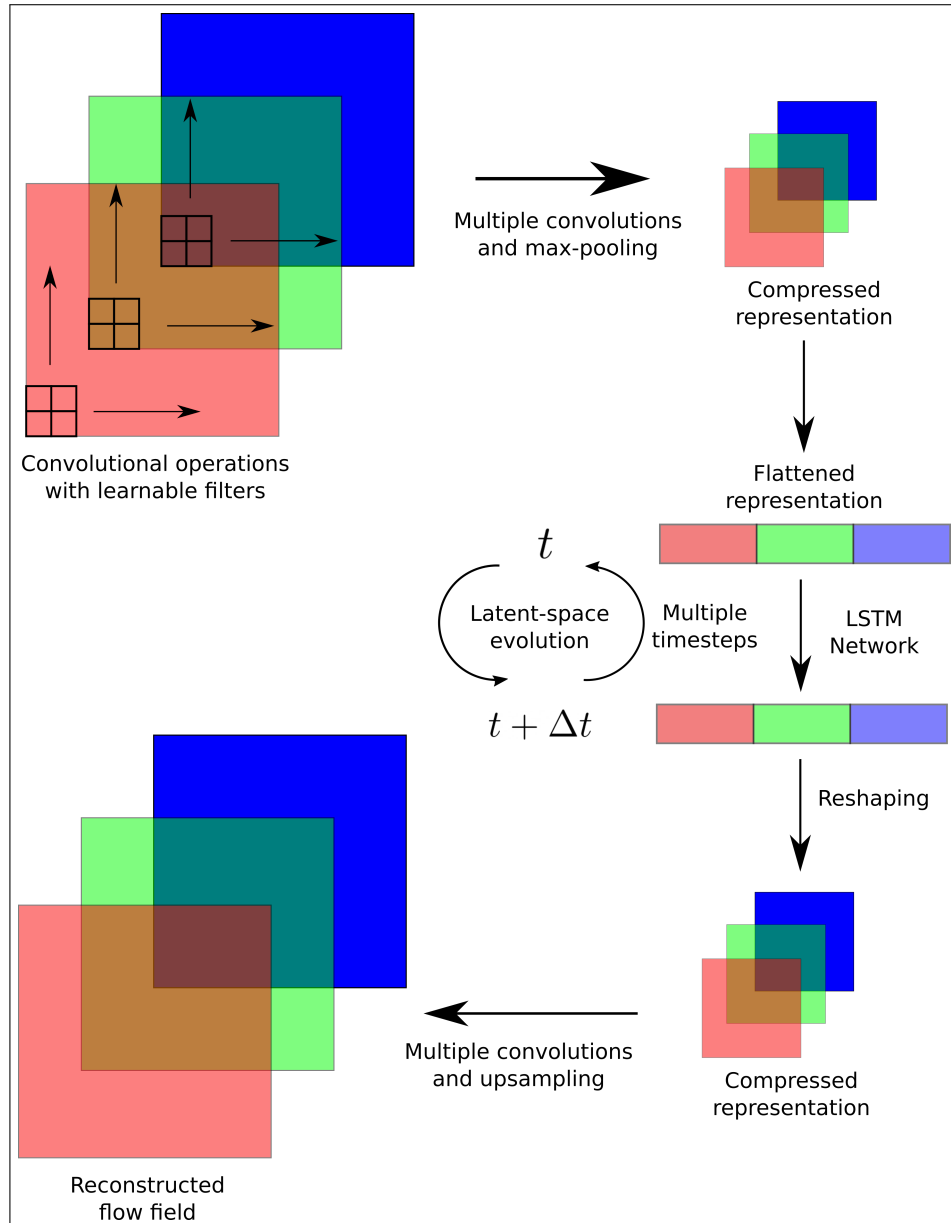 Multiple convolutions
and max-pooling
Compressed
representation
Convolutional operations
with learnable filters
Flattened
representation
t
Latent-space
evolution
t + Δt
Multiple
timesteps
LSTM
Network
Reshaping
Multiple convolutions
and upsampling
Compressed
representation
Reconstructed
flow field